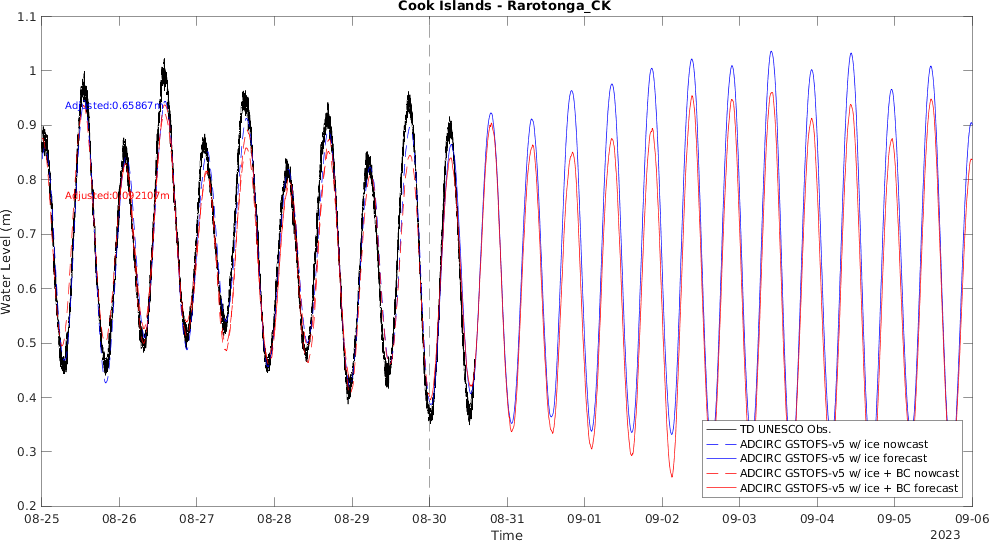 Cook Islands - Rarotonga_CK
1.1
1
0.9
0.8
0.7
0.6
0.5
0.4
0.3
0.2
Water Level (m)
Adjusted:0.65867m
TD UNESCO Obs.
ADCIRC GSTOFS-v5 w/ ice nowcast
ADCIRC GSTOFS-v5 w/ ice forecast
ADCIRC GSTOFS-v5 w/ ice + BC nowcast
ADCIRC GSTOFS-v5 w/ ice + BC forecast
08-25 08-26 08-27 08-28 08-29 08-30 08-31 09-01 09-02 09-03 09-04 09-05 09-06
Time
2023